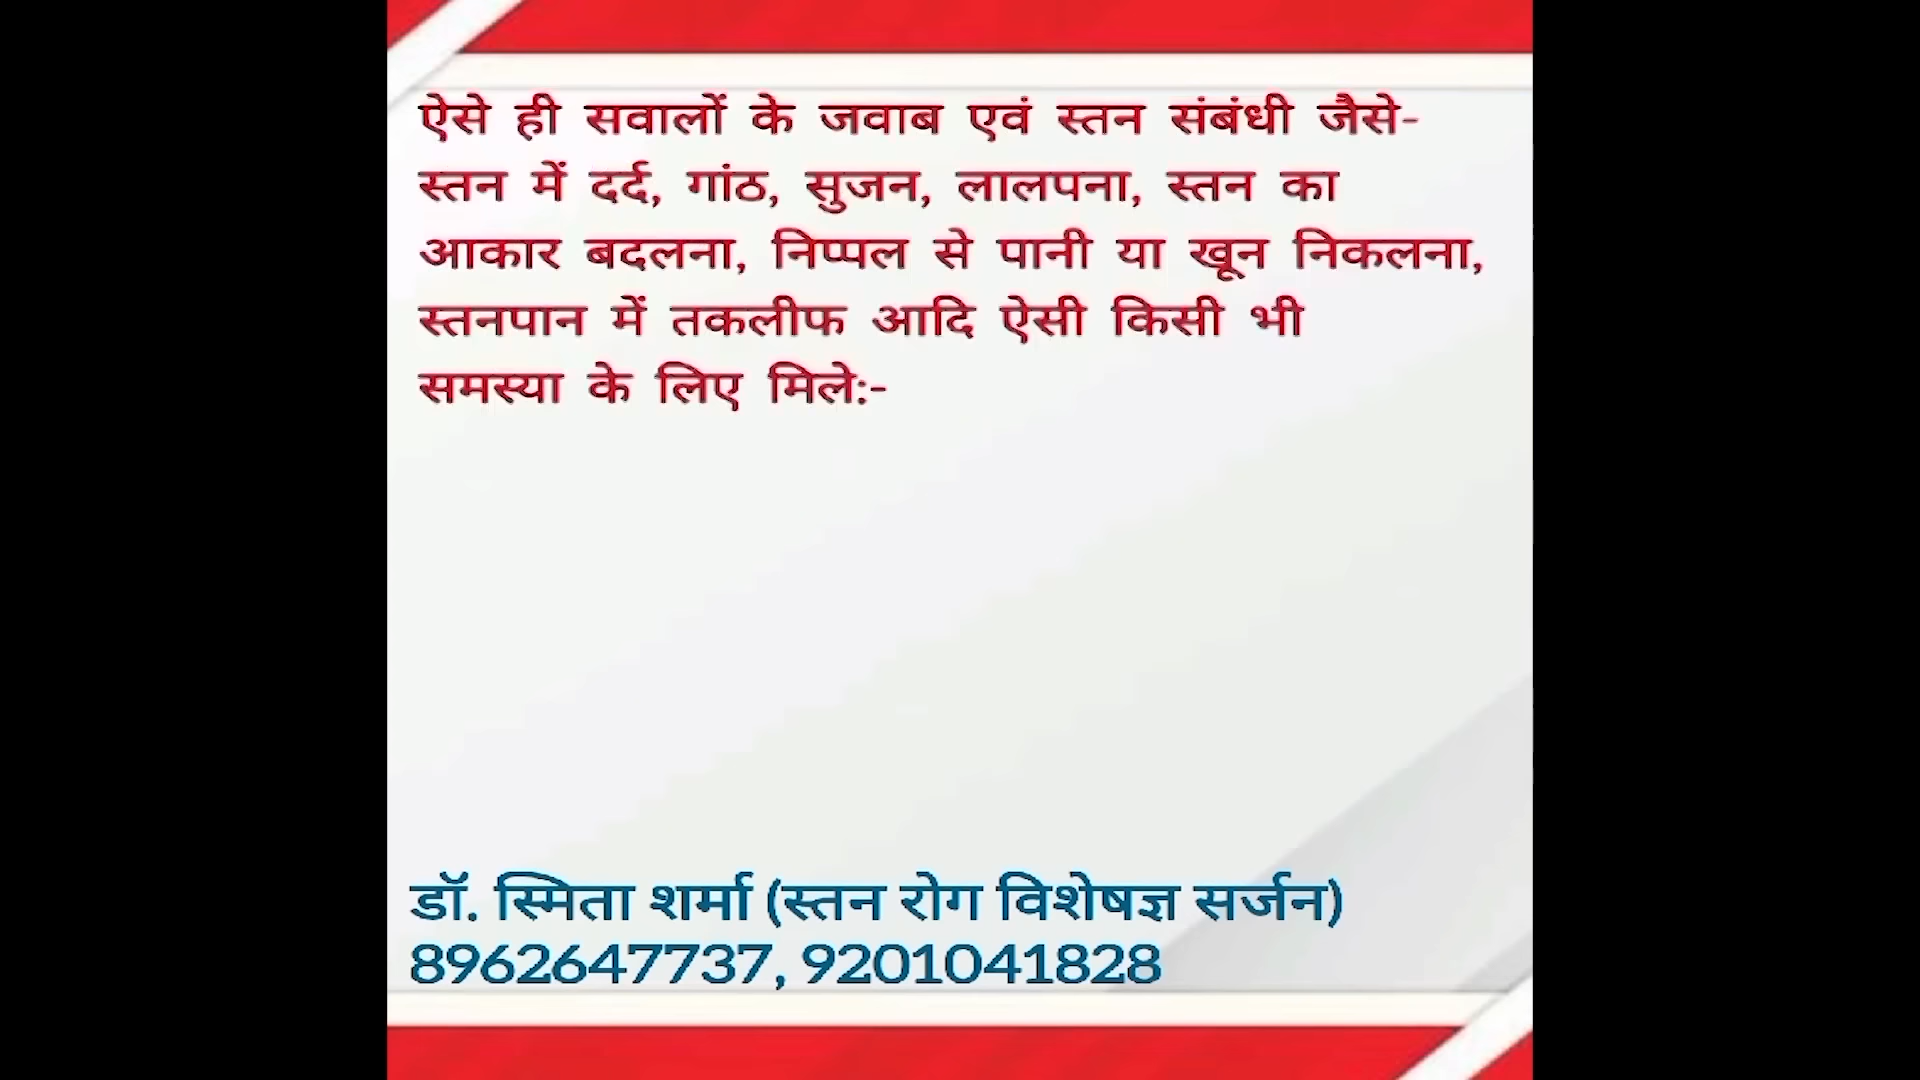 ऐसे ही सवालों के जवाब एवं स्तन संबंधी जैसे-
स्तन में दर्द, गांठ, सुजन, लालपना, स्तन का
आकार बदलना, निप्पल से पानी या खून निकलना,
स्तनपान में तकलीफ आदि ऐसी किसी भी
समस्या के लिए मिले:-
डॉ. स्मिता शर्मा (स्तन रोग विशेषज्ञ सर्जन)
8962647737, 9201041828